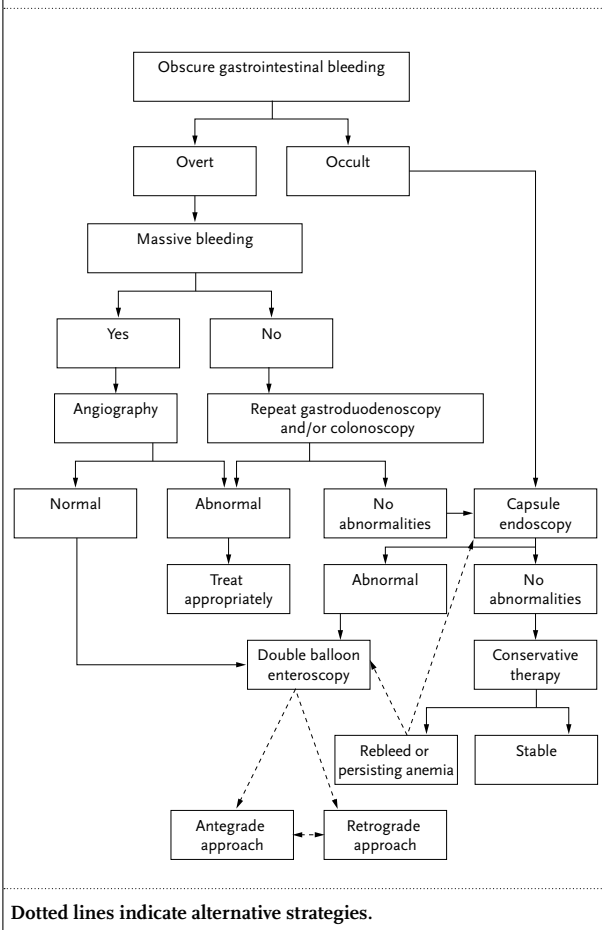 Obscure gastrointestinal bleeding
Overt
Occult
Massive bleeding
Yes
No
Angiography
Repeat gastroduodenoscopy
and/or colonoscopy
Normal
Abnormal
No
abnormalities
Capsule
endoscopy
Treat
appropriately
Abnormal
No
abnormalities
Double balloon
enteroscopy
Conservative
therapy
Rebleed or
persisting anemia
Stable
Antegrade
approach
Retrograde
approach
Dotted lines indicate alternative strategies.